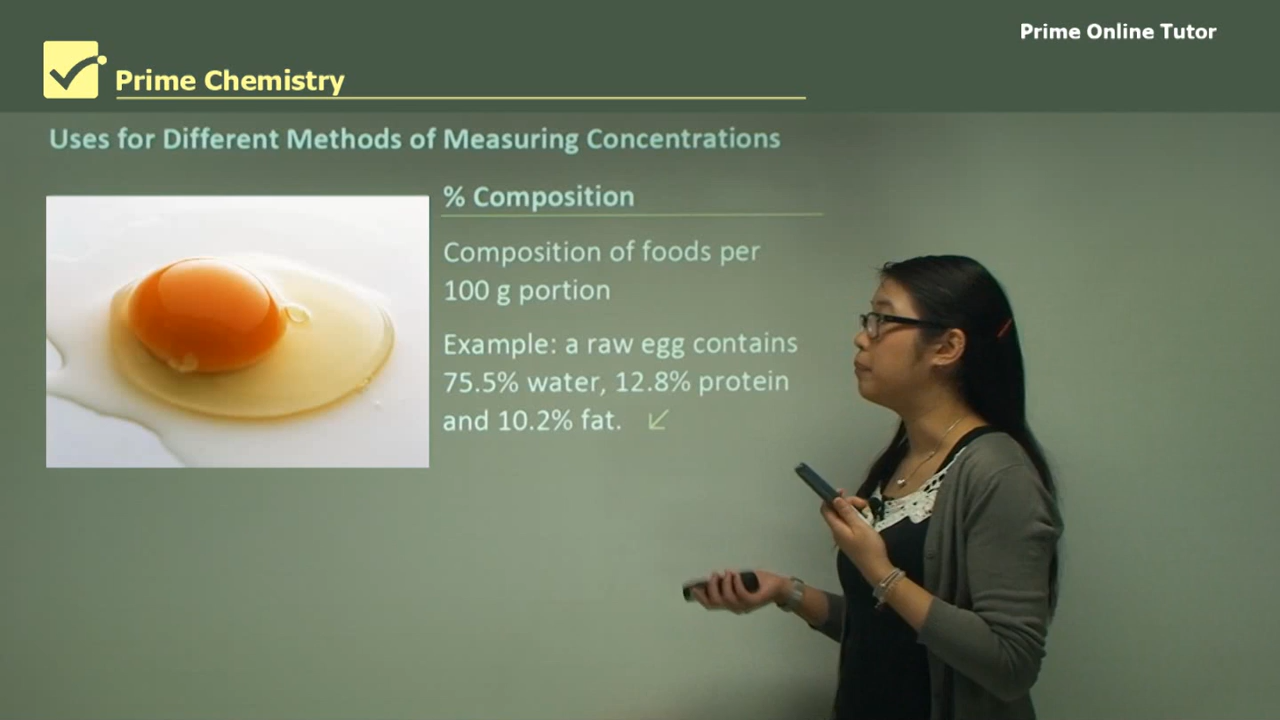 Prime Online Tutor
Prime Chemistry
Uses for Different Methods of Measuring Concentrations
% Composition
Composition of foods per
100 g portion
Example: a raw egg contains
75.5% water, 12.8% protein
and 10.2% fat.